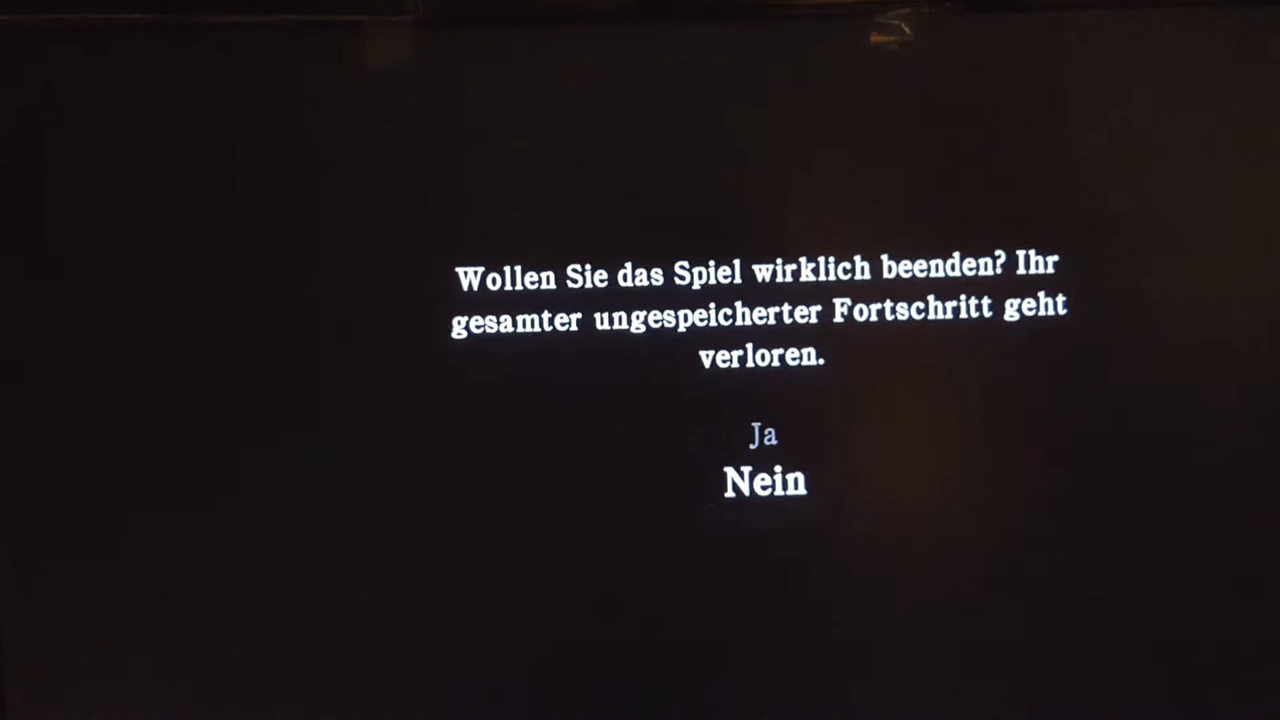 Wollen Sie das Spiel wirklich beenden? Ihr
gesamter ungespeicherter Fortschritt geht
verloren.
Ja
Nein